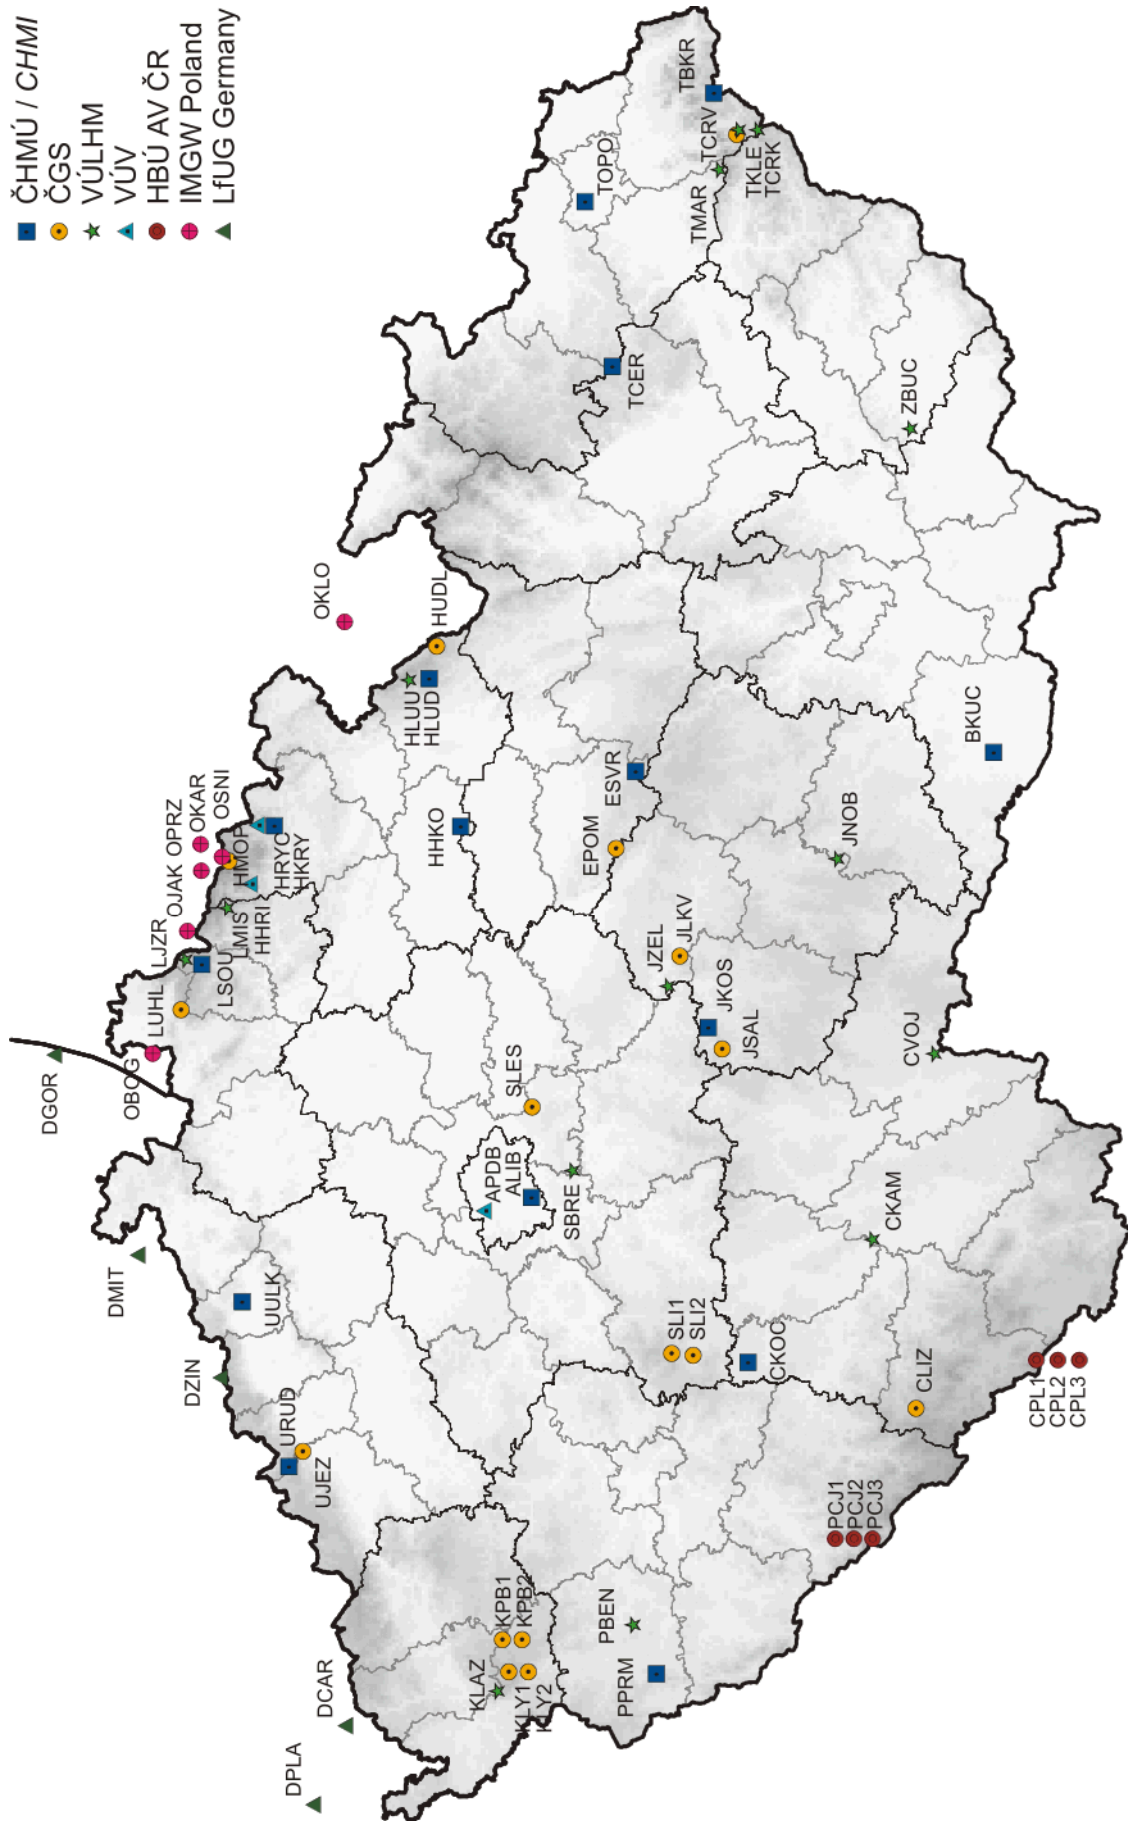 ČHMÚ / CHMI
ČGS
VÚLHM
VÚV
HBÚ AV ČR
IMGW Poland
LfUG Germany
DPLA
DCAR
DZIN
DMIT
DGOR
OBOG
LUHL
LJZR
LSOU
OJAK
OPRZ
OKAR
OSNI
LMIS
HHRI
HMOP
HRYC
HKRY
OKLO
HUDL
HLUU
HLUD
HHKO
URUD
UJEZ
UULK
APDB
ALIB
SLES
SBRE
KLAZ
KLY1
KLY2
KPB1
KPB2
PBEN
PPRM
SLI1
SLI2
CKOC
JSAL
JKOS
JZEL
JLKV
EPOM
ESVR
TCER
TOPO
TMAR
TCRV
TBKR
TKLE
TCRK
PCJ1
PCJ2
PCJ3
CLIZ
CKAM
CVOJ
JNOB
BKUC
ZBUC
CPL1
CPL2
CPL3